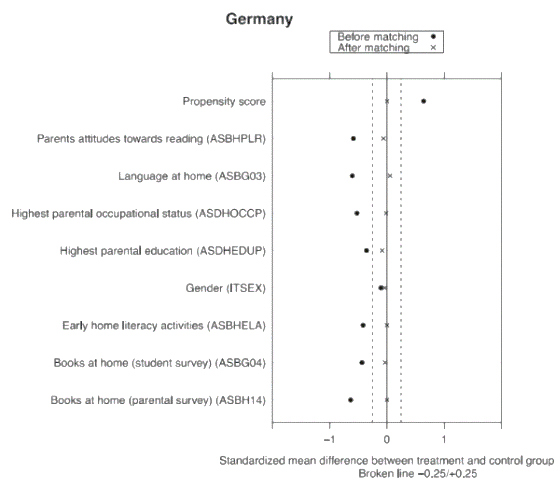 Germany
Before matching
After matching
Propensity score
Parents attitudes towards reading (ASBHPLR)
Language at home (ASBG03)
Highest parental occupational status (ASDHOCCP)
Highest parental education (ASDHEDUP)
Gender (ITSEX)
Early home literacy activities (ASBHELA)
Books at home (student survey) (ASBG04)
Books at home (parental survey) (ASBH14)
−1 0 1
Standardized mean difference between treatment and control group
Broken line −0.25/+0.25